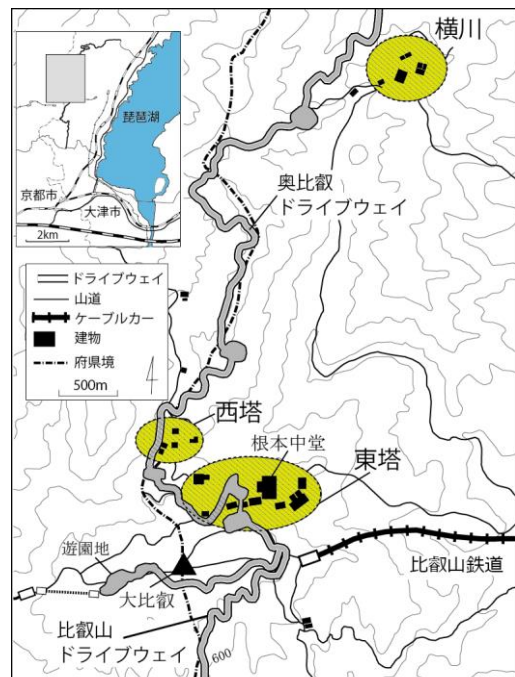 横川
琵琶湖
京都市
大津市
2km
奥比叡
ドライブウェイ
ドライブウェイ
山道
ケーブルカー
建物
府県境
500m
西塔
根本中堂
東塔
遊園地
大比叡
比叡山鉄道
比叡山
ドライブウェイ
600